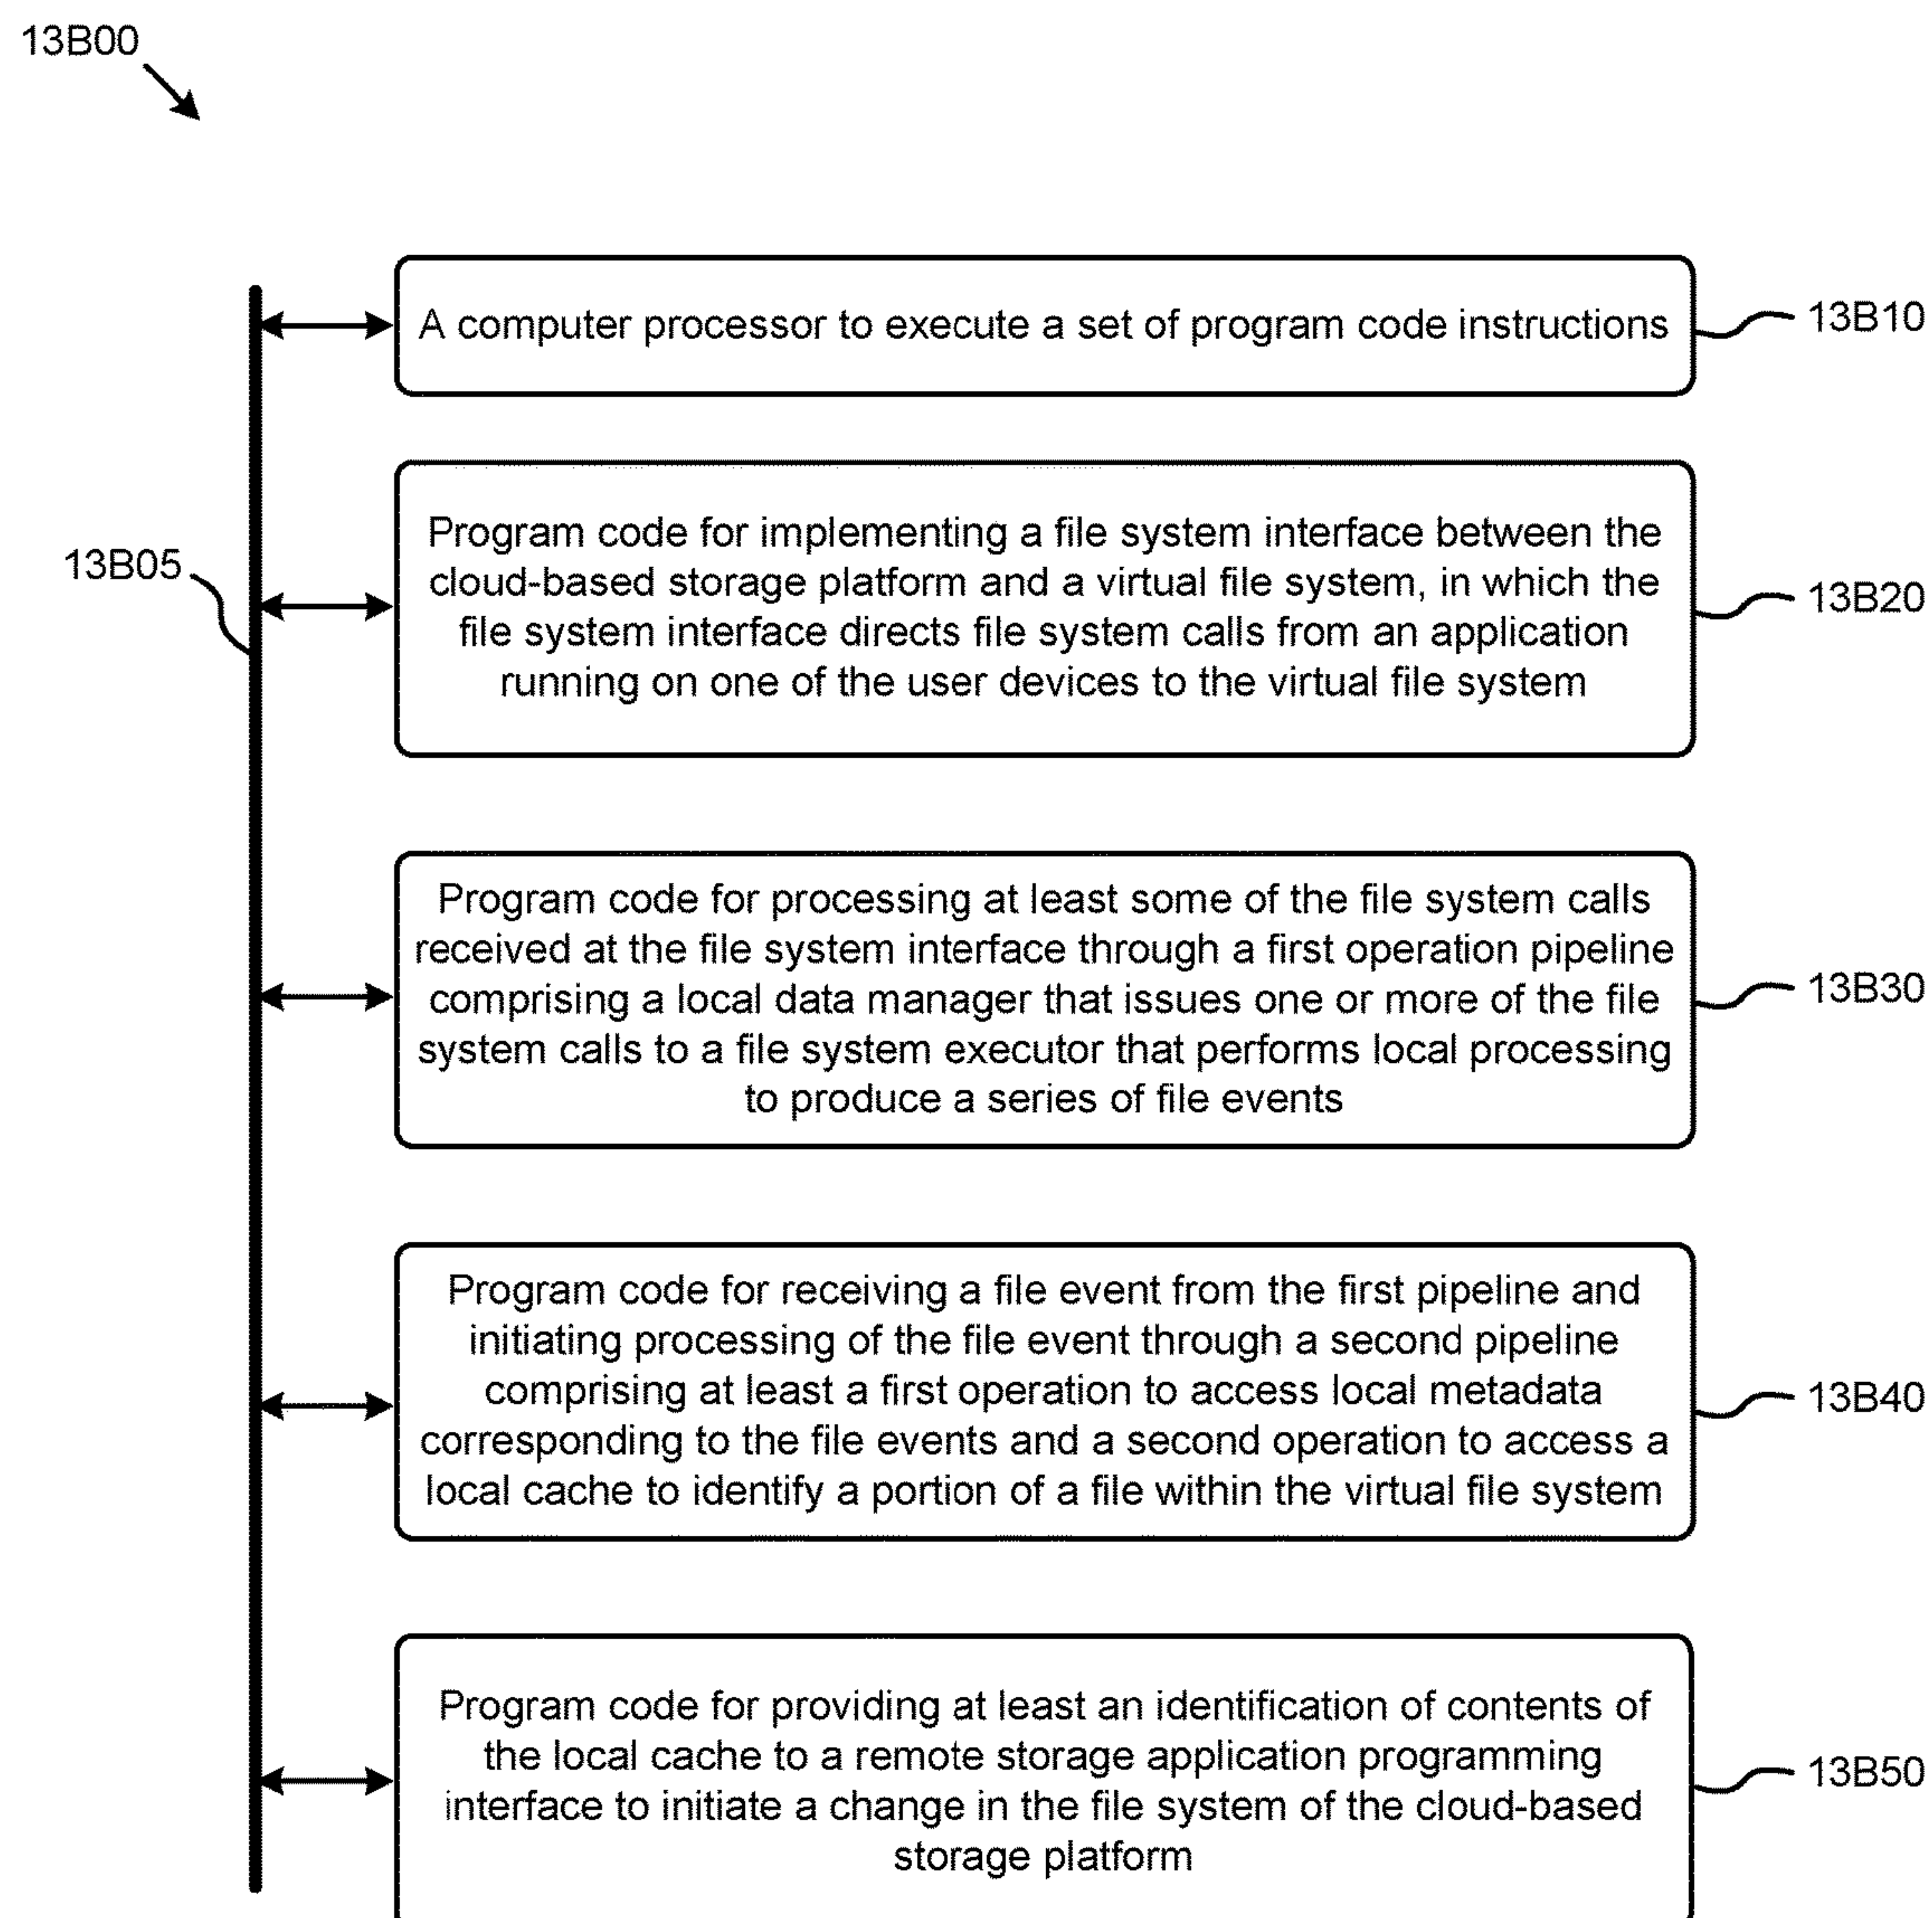 13B00
A computer processor to execute a set of program code instructions
13B10
Program code for implementing a file system interface between the
cloud-based storage platform and a virtual file system, in which the
file system interface directs file system calls from an application
running on one of the user devices to the virtual file system
13B05
13B20
Program code for processing at least some of the file system calls
received at the file system interface through a first operation pipeline
comprising a local data manager that issues one or more of the file
system calls to a file system executor that performs local processing
to produce a series of file events
13B30
Program code for receiving a file event from the first pipeline and
initiating processing of the file event through a second pipeline
comprising at least a first operation to access local metadata
corresponding to the file events and a second operation to access a
local cache to identify a portion of a file within the virtual file system
13B40
Program code for providing at least an identification of contents of
the local cache to a remote storage application programming
interface to initiate a change in the file system of the cloud-based
storage platform
13B50